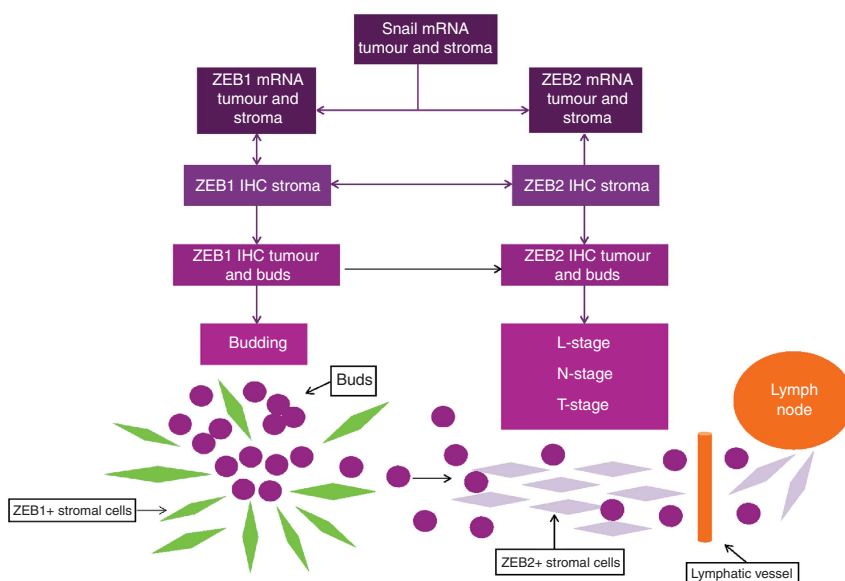 Snail mRNA
tumour and stroma
ZEB1 mRNA
tumour and
stroma
ZEB2 mRNA
tumour and
stroma
ZEB1 IHC stroma
ZEB2 IHC stroma
ZEB1 IHC tumour
and buds
ZEB2 IHC tumour
and buds
Budding
L-stage
N-stage
T-stage
Buds
Lymph
node
ZEB1+ stromal cells
ZEB2+ stromal cells
Lymphatic vessel